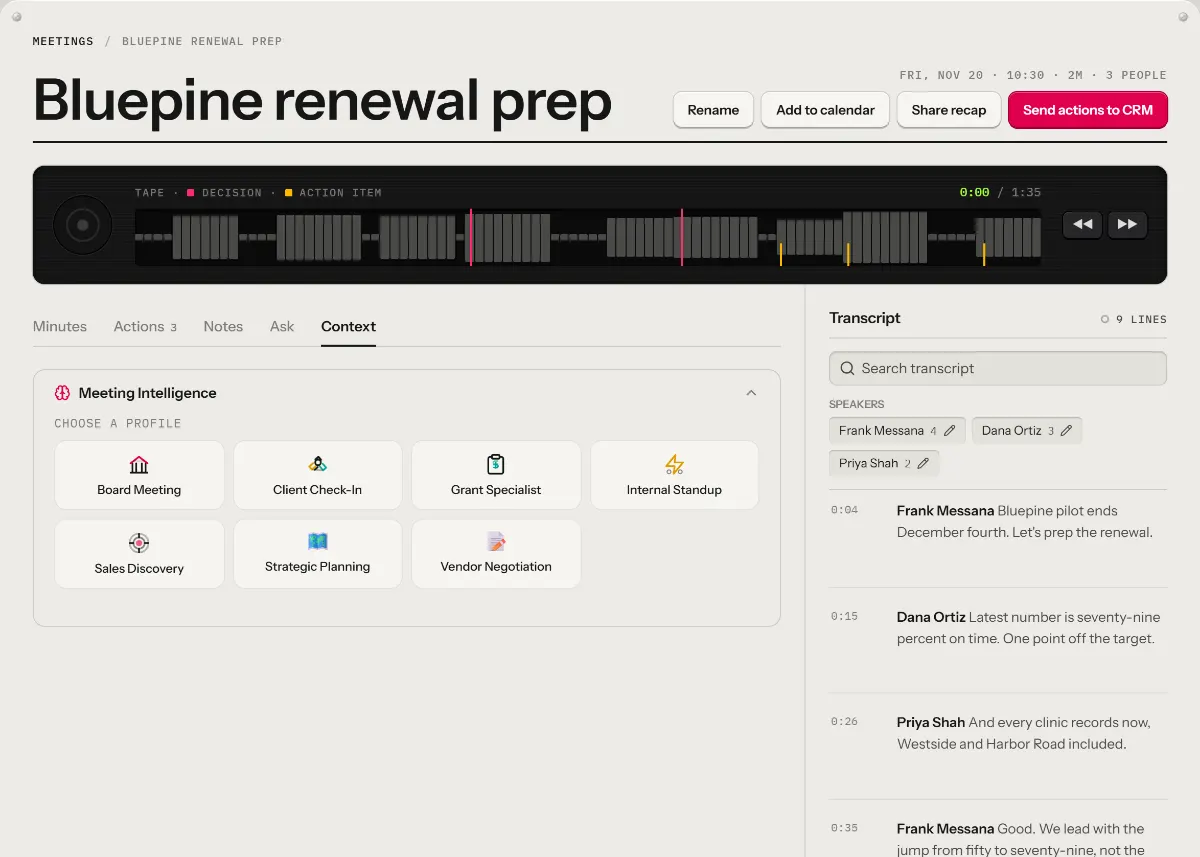 MEETINGS / BLUEPINE RENEWAL PREP
Bluepine renewal prep
FRI, NOV 20 · 10:30 · 2M · 3 PEOPLE
Rename
Add to calendar
Share recap
Send actions to CRM
TAPE · DECISION · ACTION ITEM
0:00 / 1:35
Minutes
Actions 3
Notes
Ask
Context
Meeting Intelligence
CHOOSE A PROFILE
Board Meeting
Client Check-In
Grant Specialist
Internal Standup
Sales Discovery
Strategic Planning
Vendor Negotiation
Transcript
9 LINES
Search transcript
SPEAKERS
Frank Messana 4
Dana Ortiz 3
Priya Shah 2
0:04
Frank Messana Bluepine pilot ends
December fourth. Let's prep the renewal.
0:15
Dana Ortiz Latest number is seventy-nine
percent on time. One point off the target.
0:26
Priya Shah And every clinic records now,
Westside and Harbor Road included.
0:35
Frank Messana Good. We lead with the
jump from fifty to seventy-nine, not the